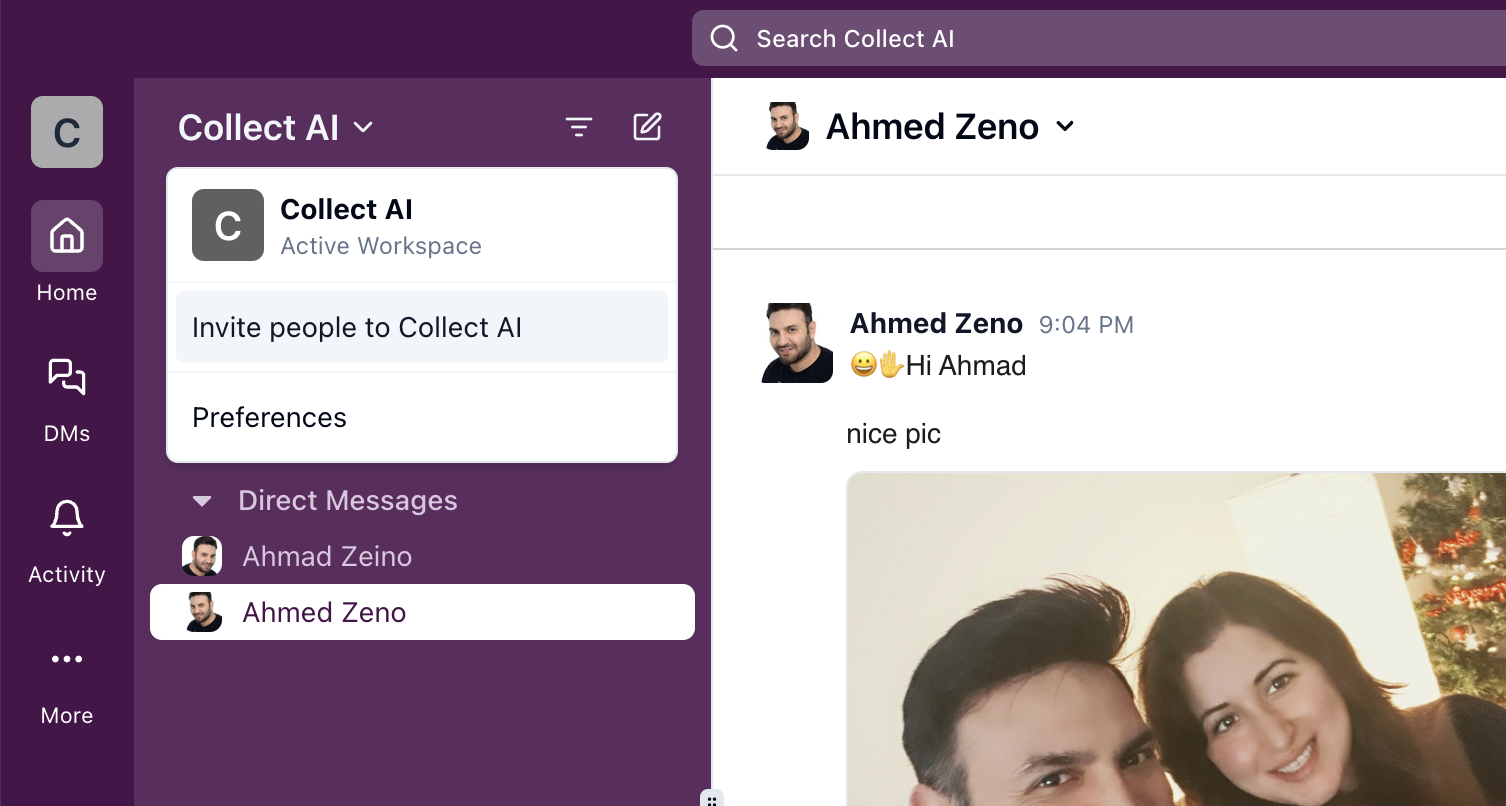 Search Collect AI
C
Home
DMs
Activity
More
Collect AI
C
Collect AI
Active Workspace
Invite people to Collect AI
Preferences
Direct Messages
Ahmad Zeino
Ahmed Zeno
Ahmed Zeno
Ahmed Zeno 9:04 PM
😀✋Hi Ahmad
nice pic